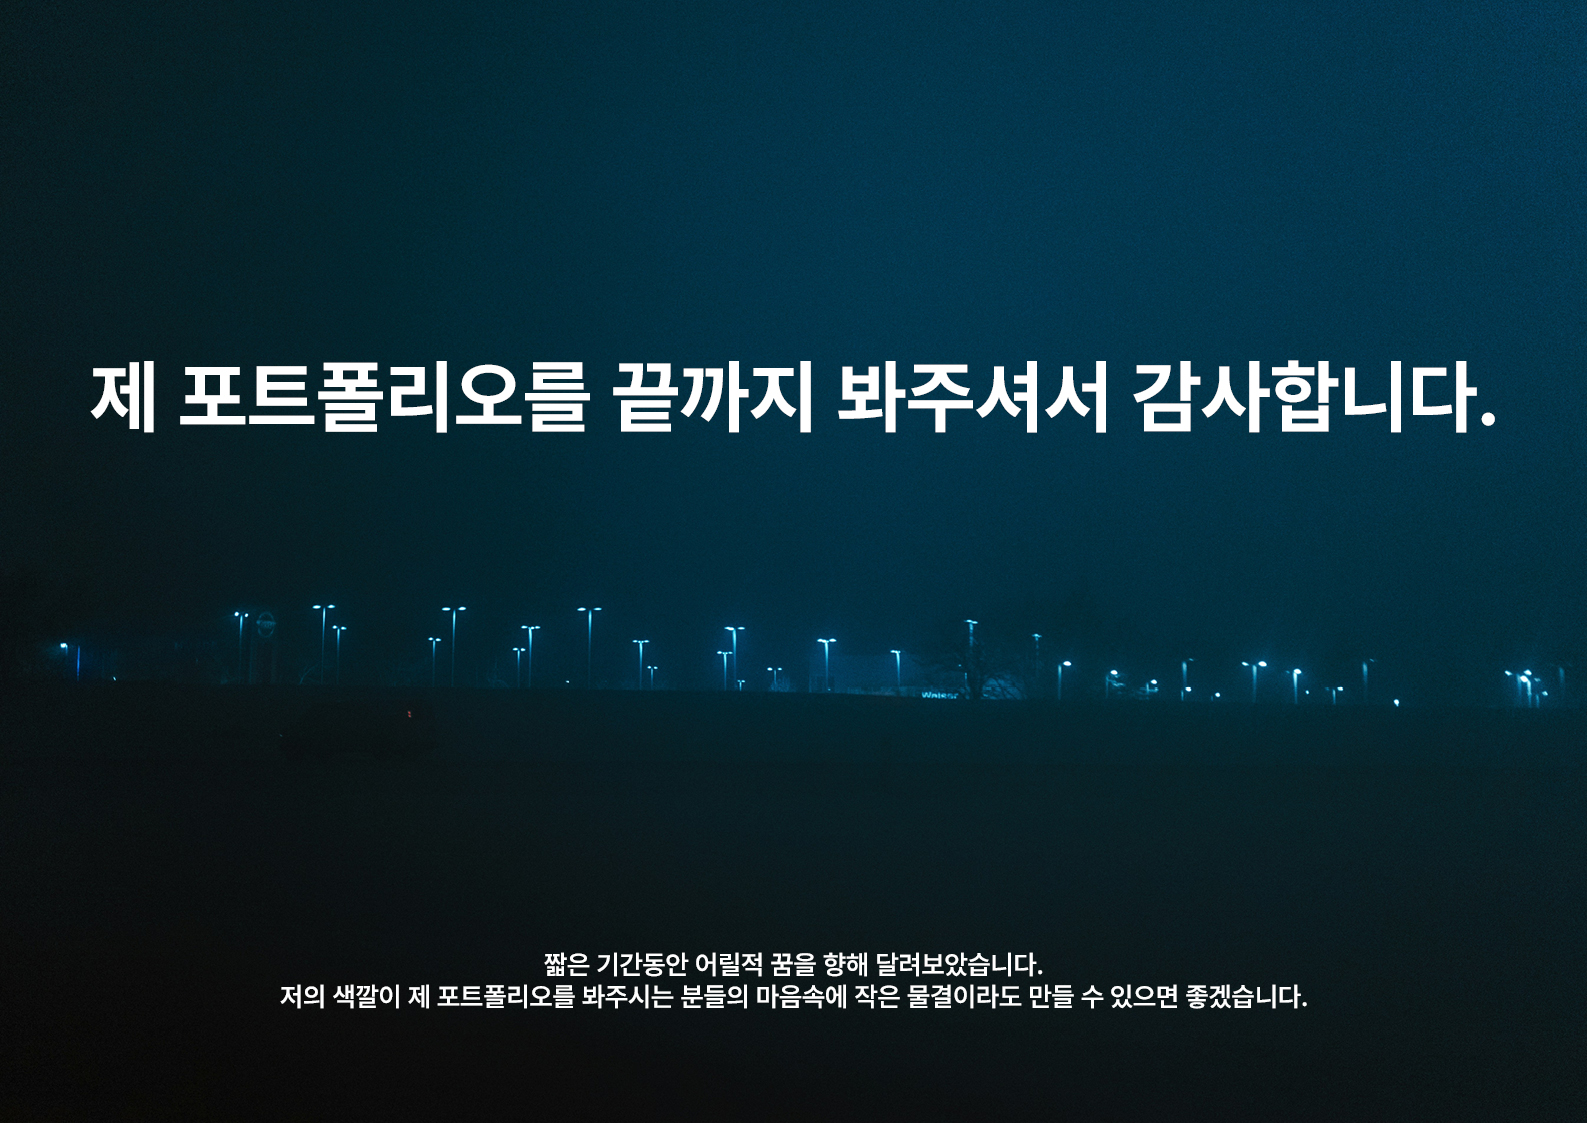 제 포트폴리오를 끝까지 봐주셔서 감사합니다.
짧은 기간동안 어릴적 꿈을 향해 달려보았습니다.
저의 색깔이 제 포트폴리오를 봐주시는 분들의 마음속에 작은 물결이라도 만들 수 있으면 좋겠습니다.